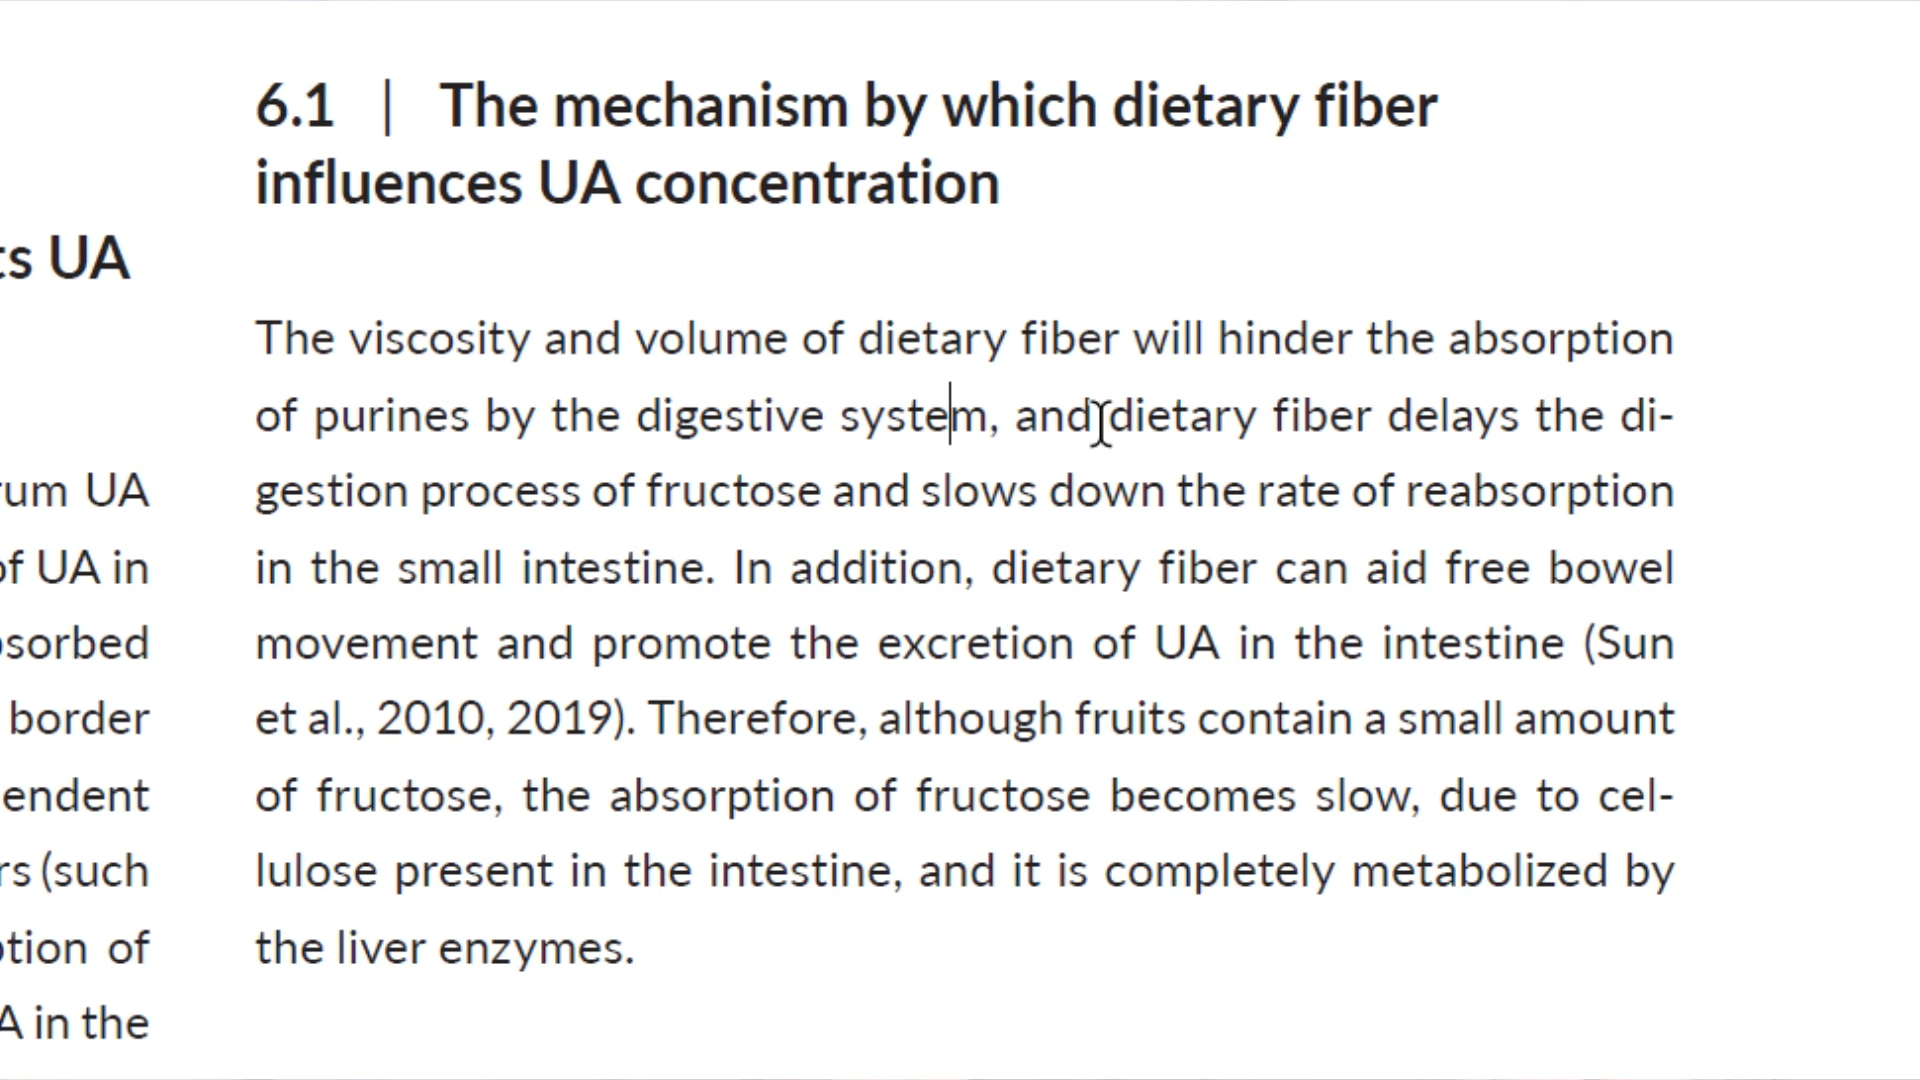 ts UA
rum UA
of UA in
bsorbed
border
endent
rs (such
ption of
A in the
6.1 | The mechanism by which dietary fiber
influences UA concentration
The viscosity and volume of dietary fiber will hinder the absorption
of purines by the digestive system, and dietary fiber delays the di-
gestion process of fructose and slows down the rate of reabsorption
in the small intestine. In addition, dietary fiber can aid free bowel
movement and promote the excretion of UA in the intestine (Sun
et al., 2010, 2019). Therefore, although fruits contain a small amount
of fructose, the absorption of fructose becomes slow, due to cel-
lulose present in the intestine, and it is completely metabolized by
the liver enzymes.